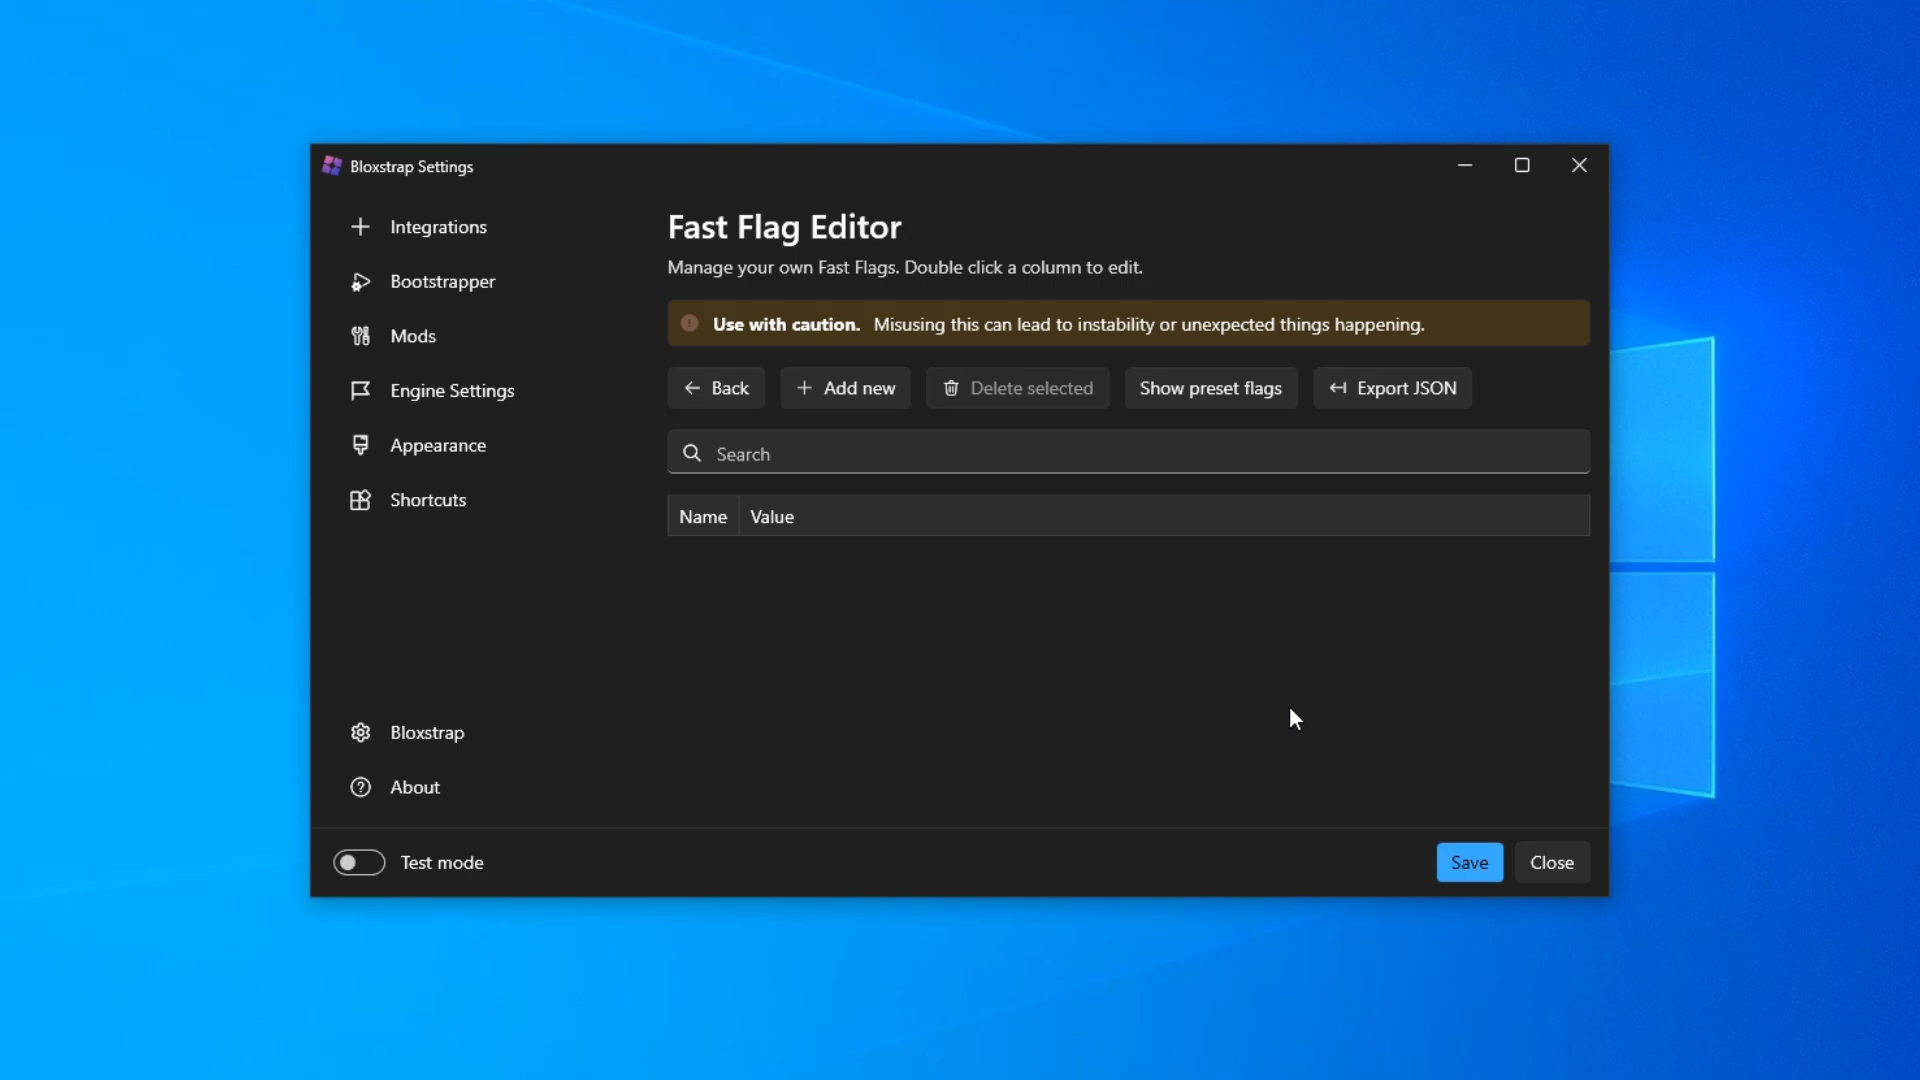 Bloxstrap Settings
Integrations
Bootstrapper
Mods
Engine Settings
Appearance
Shortcuts
Bloxstrap
About
Fast Flag Editor
Manage your own Fast Flags. Double click a column to edit.
Use with caution. Misusing this can lead to instability or unexpected things happening.
Back Add new Delete selected Show preset flags Export JSON
Search
Name Value
Test mode
Save Close